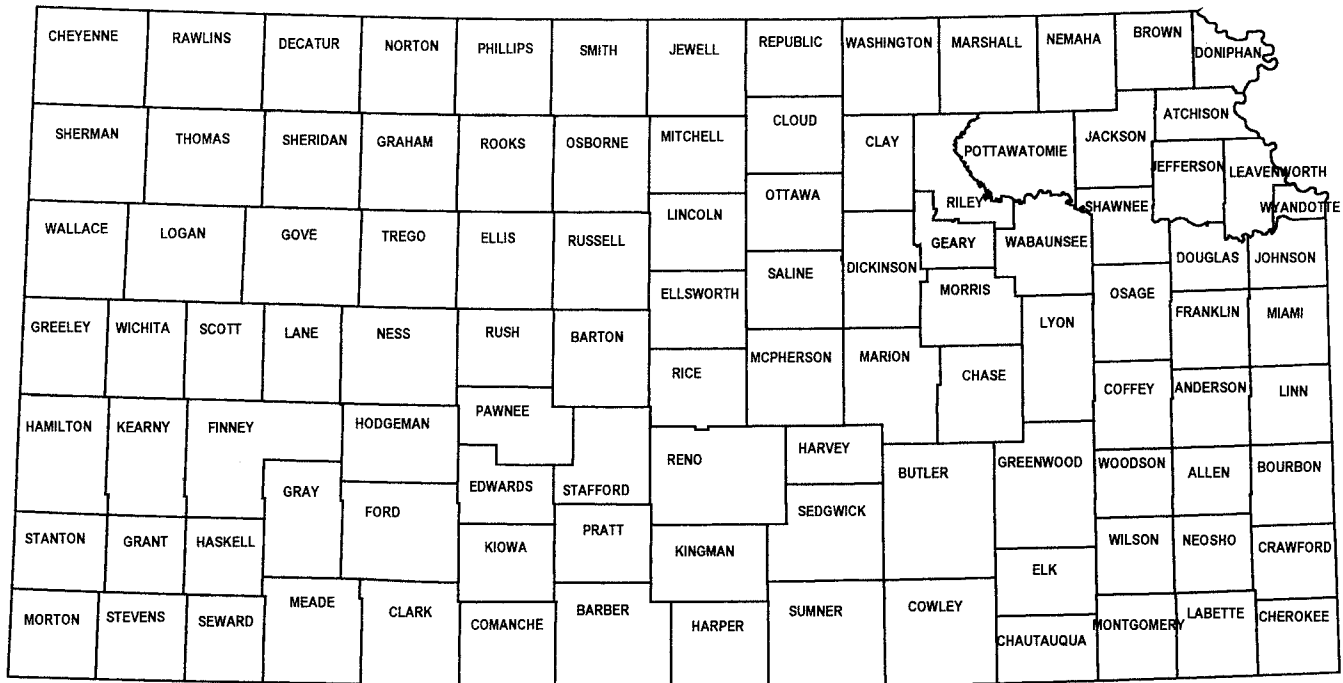 CHEYENNE
RAWLINS
DECATUR
NORTON
PHILLIPS
SMITH
JEWELL
REPUBLIC
WASHINGTON
MARSHALL
NEMAHA
BROWN
DONIPHAN
SHERMAN
THOMAS
SHERIDAN
GRAHAM
ROOKS
OSBORNE
MITCHELL
CLOUD
CLAY
POTTAWATOMIE
JACKSON
ATCHISON
JEFFERSON
LEAVENWORTH
WYANDOTTE
WALLACE
LOGAN
GOVE
TREGO
ELLIS
RUSSELL
LINCOLN
OTTAWA
RILEY
SHAWNEE
GEARY
WABAUNSEE
DOUGLAS
JOHNSON
ELLSWORTH
SALINE
DICKINSON
MORRIS
OSAGE
GREELEY
WICHITA
SCOTT
LANE
NESS
RUSH
BARTON
RICE
MCPHERSON
MARION
CHASE
LYON
FRANKLIN
MIAMI
COFFEY
ANDERSON
LINN
HAMILTON
KEARNY
FINNEY
HODGEMAN
PAWNEE
RENO
HARVEY
BUTLER
GREENWOOD
WOODSON
ALLEN
BOURBON
GRAY
FORD
EDWARDS
STAFFORD
SEDGWICK
STANTON
GRANT
HASKELL
KIOWA
PRATT
KINGMAN
ELK
WILSON
NEOSHO
CRAWFORD
MORTON
STEVENS
SEWARD
MEADE
CLARK
COMANCHE
BARBER
HARPER
SUMNER
COWLEY
CHAUTAUQUA
MONTGOMERY
LABETTE
CHEROKEE